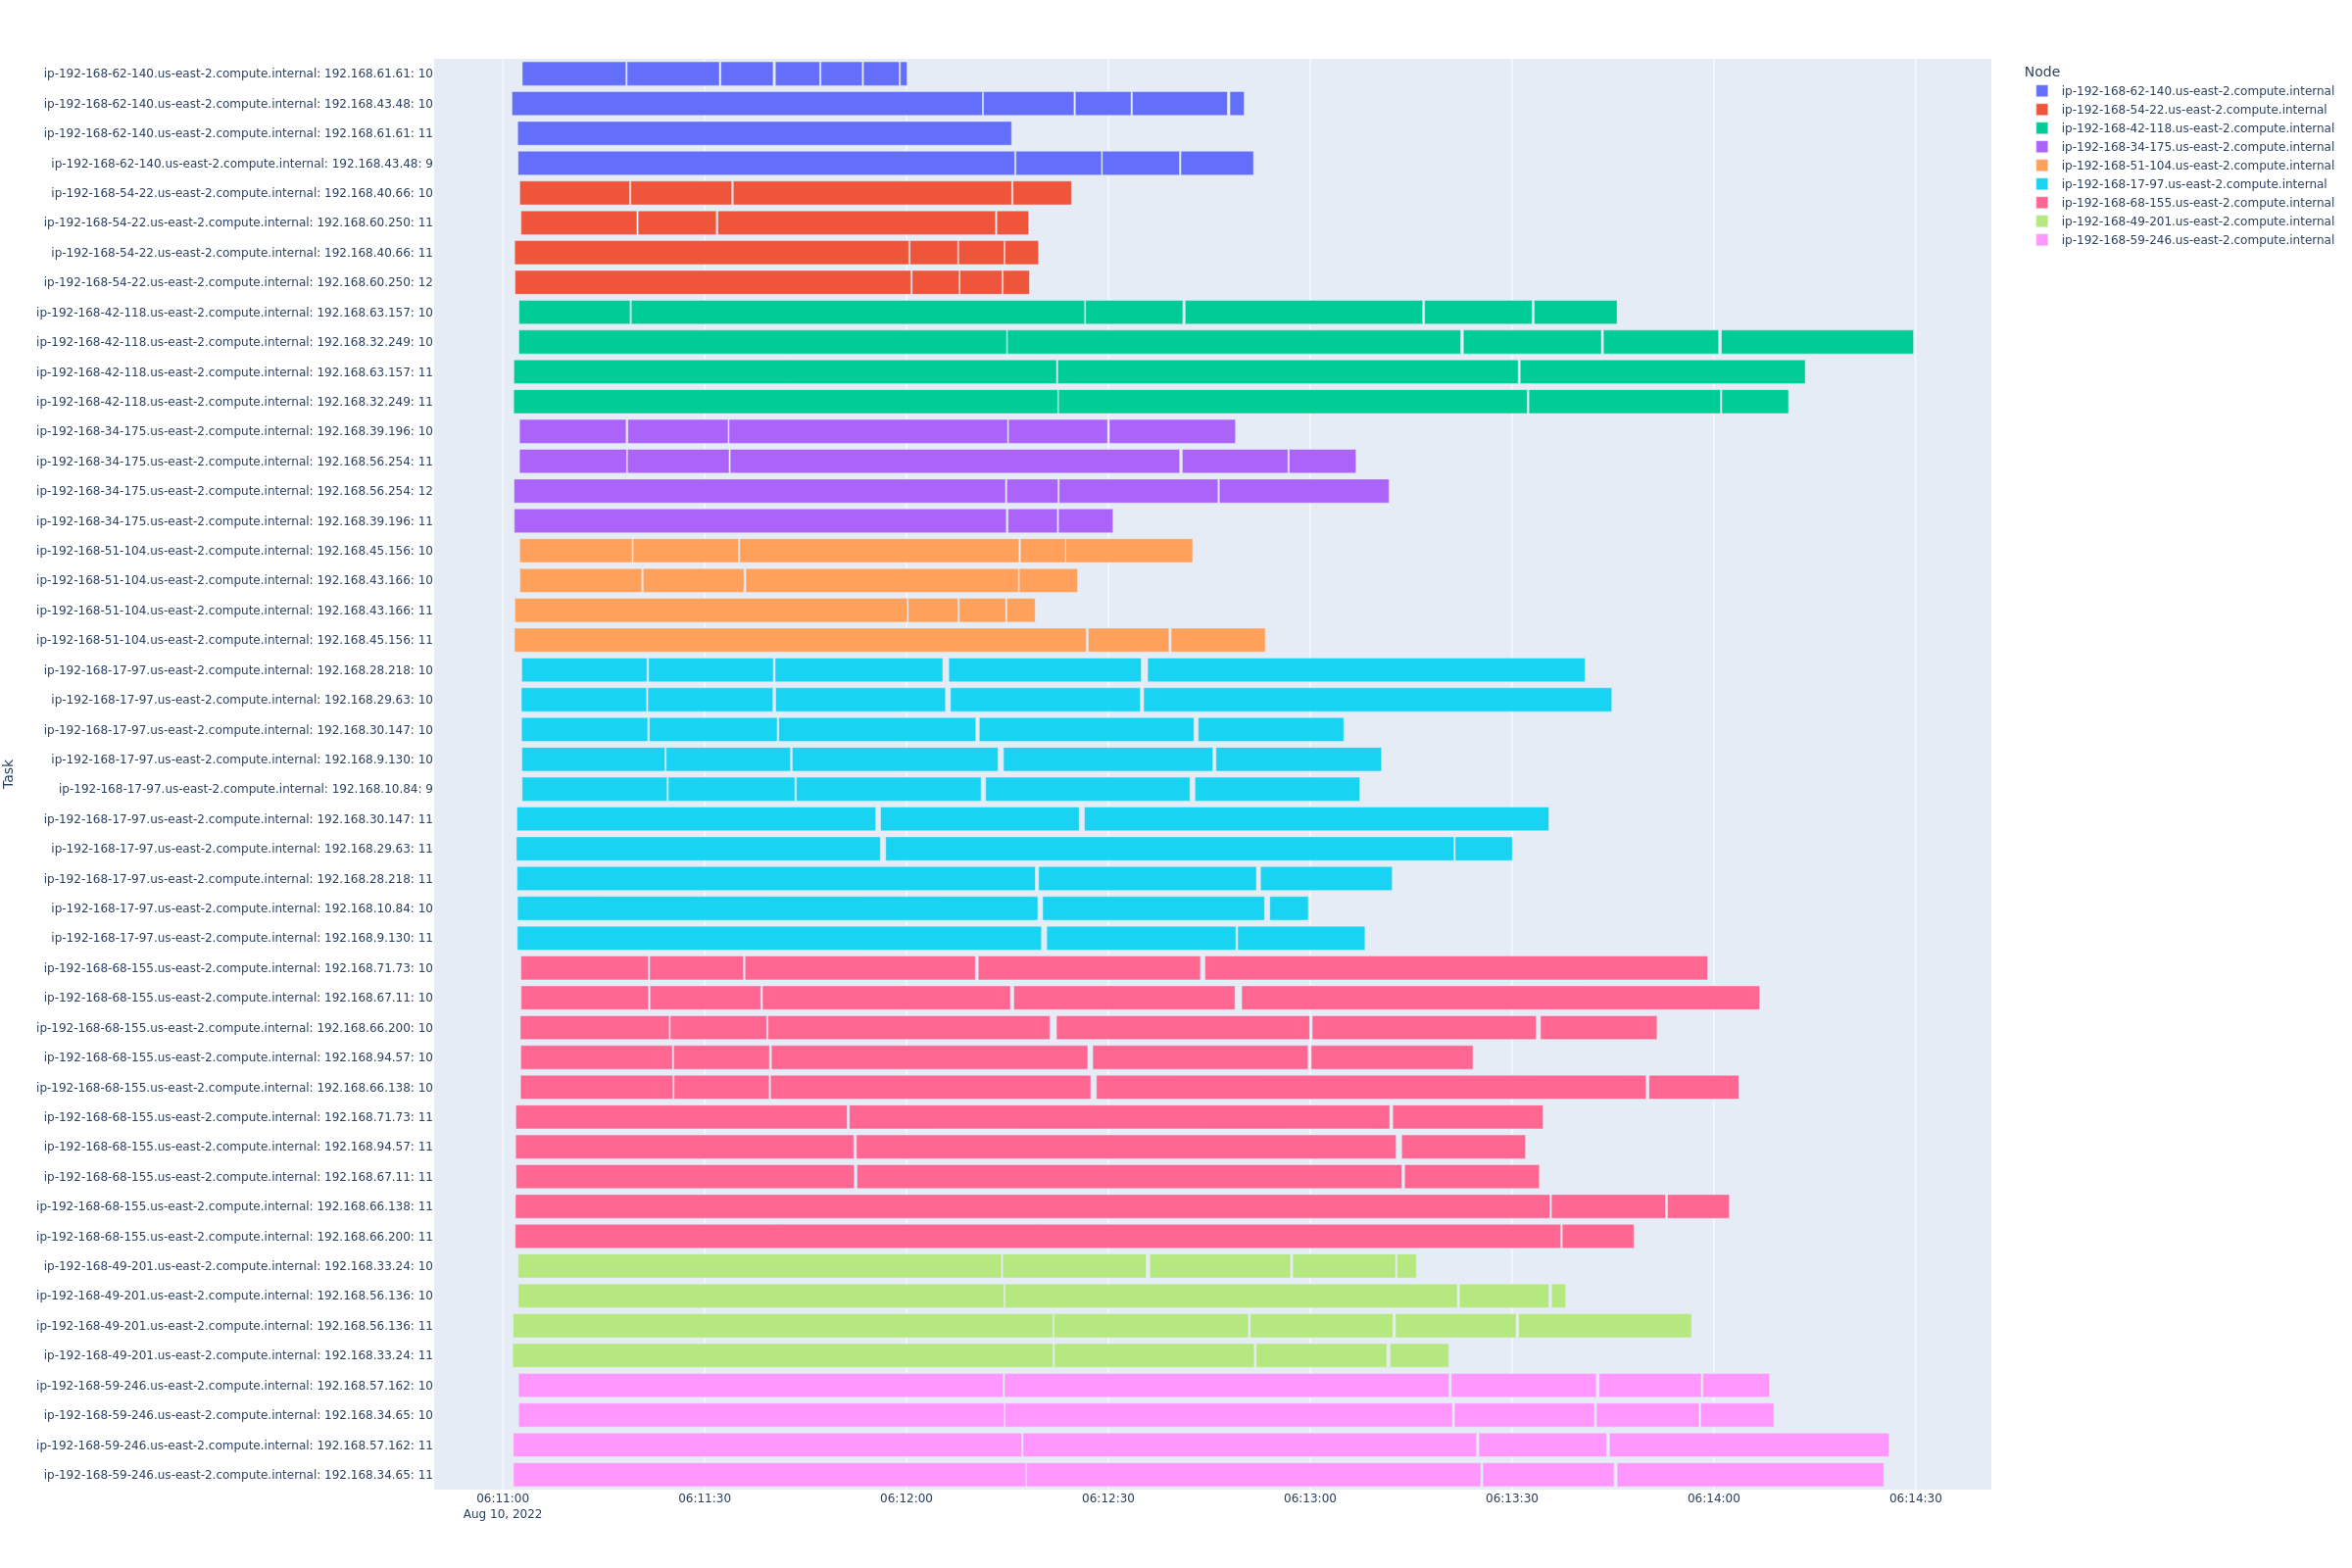 ip-192-168-62-140.us-east-2.compute.internal: 192.168.61.61: 10
ip-192-168-62-140.us-east-2.compute.internal: 192.168.43.48: 10
ip-192-168-62-140.us-east-2.compute.internal: 192.168.61.61: 11
ip-192-168-62-140.us-east-2.compute.internal: 192.168.43.48: 9
ip-192-168-54-22.us-east-2.compute.internal: 192.168.40.66: 10
ip-192-168-54-22.us-east-2.compute.internal: 192.168.60.250: 11
ip-192-168-54-22.us-east-2.compute.internal: 192.168.40.66: 11
ip-192-168-54-22.us-east-2.compute.internal: 192.168.60.250: 12
ip-192-168-42-118.us-east-2.compute.internal: 192.168.63.157: 10
ip-192-168-42-118.us-east-2.compute.internal: 192.168.32.249: 10
ip-192-168-42-118.us-east-2.compute.internal: 192.168.63.157: 11
ip-192-168-42-118.us-east-2.compute.internal: 192.168.32.249: 11
ip-192-168-34-175.us-east-2.compute.internal: 192.168.39.196: 10
ip-192-168-34-175.us-east-2.compute.internal: 192.168.56.254: 11
ip-192-168-34-175.us-east-2.compute.internal: 192.168.56.254: 12
ip-192-168-34-175.us-east-2.compute.internal: 192.168.39.196: 11
ip-192-168-51-104.us-east-2.compute.internal: 192.168.45.156: 10
ip-192-168-51-104.us-east-2.compute.internal: 192.168.43.166: 10
ip-192-168-51-104.us-east-2.compute.internal: 192.168.43.166: 11
ip-192-168-51-104.us-east-2.compute.internal: 192.168.45.156: 11
ip-192-168-17-97.us-east-2.compute.internal: 192.168.28.218: 10
ip-192-168-17-97.us-east-2.compute.internal: 192.168.29.63: 10
ip-192-168-17-97.us-east-2.compute.internal: 192.168.30.147: 10
ip-192-168-17-97.us-east-2.compute.internal: 192.168.9.130: 10
ip-192-168-17-97.us-east-2.compute.internal: 192.168.10.84: 9
ip-192-168-17-97.us-east-2.compute.internal: 192.168.30.147: 11
ip-192-168-17-97.us-east-2.compute.internal: 192.168.29.63: 11
ip-192-168-17-97.us-east-2.compute.internal: 192.168.28.218: 11
ip-192-168-17-97.us-east-2.compute.internal: 192.168.10.84: 10
ip-192-168-17-97.us-east-2.compute.internal: 192.168.9.130: 11
ip-192-168-68-155.us-east-2.compute.internal: 192.168.71.73: 10
ip-192-168-68-155.us-east-2.compute.internal: 192.168.67.11: 10
ip-192-168-68-155.us-east-2.compute.internal: 192.168.66.200: 10
ip-192-168-68-155.us-east-2.compute.internal: 192.168.94.57: 10
ip-192-168-68-155.us-east-2.compute.internal: 192.168.66.138: 10
ip-192-168-68-155.us-east-2.compute.internal: 192.168.71.73: 11
ip-192-168-68-155.us-east-2.compute.internal: 192.168.94.57: 11
ip-192-168-68-155.us-east-2.compute.internal: 192.168.67.11: 11
ip-192-168-68-155.us-east-2.compute.internal: 192.168.66.138: 11
ip-192-168-68-155.us-east-2.compute.internal: 192.168.66.200: 11
ip-192-168-49-201.us-east-2.compute.internal: 192.168.33.24: 10
ip-192-168-49-201.us-east-2.compute.internal: 192.168.56.136: 10
ip-192-168-49-201.us-east-2.compute.internal: 192.168.56.136: 11
ip-192-168-49-201.us-east-2.compute.internal: 192.168.33.24: 11
ip-192-168-59-246.us-east-2.compute.internal: 192.168.57.162: 10
ip-192-168-59-246.us-east-2.compute.internal: 192.168.34.65: 10
ip-192-168-59-246.us-east-2.compute.internal: 192.168.57.162: 11
ip-192-168-59-246.us-east-2.compute.internal: 192.168.34.65: 11
Task
06:11:00 06:11:30 06:12:00 06:12:30 06:13:00 06:13:30 06:14:00 06:14:30
Aug 10, 2022
Node
ip-192-168-62-140.us-east-2.compute.internal
ip-192-168-54-22.us-east-2.compute.internal
ip-192-168-42-118.us-east-2.compute.internal
ip-192-168-34-175.us-east-2.compute.internal
ip-192-168-51-104.us-east-2.compute.internal
ip-192-168-17-97.us-east-2.compute.internal
ip-192-168-68-155.us-east-2.compute.internal
ip-192-168-49-201.us-east-2.compute.internal
ip-192-168-59-246.us-east-2.compute.internal